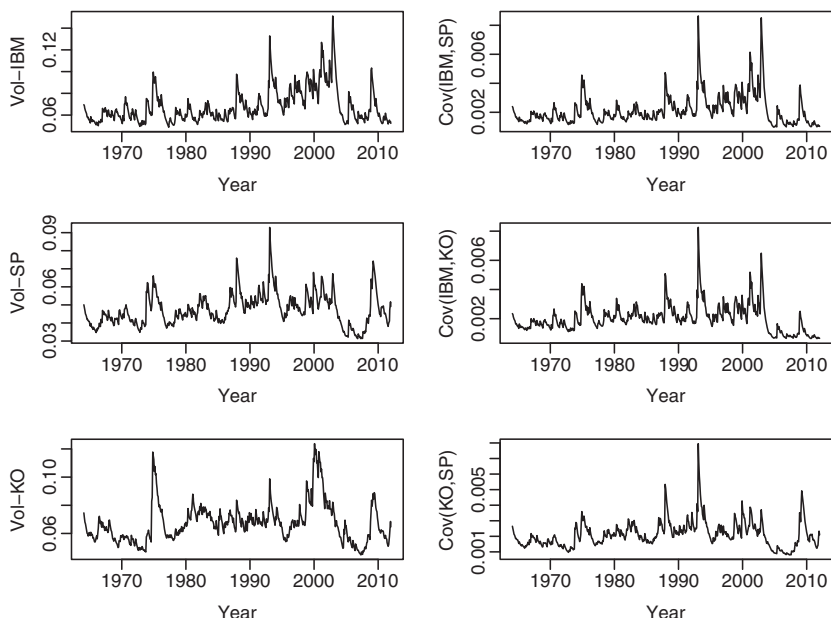 Vol-IBM
0.06 0.12
1970 1980 1990 2000 2010
Year
Cov(IBM,SP)
0.002 0.006
1970 1980 1990 2000 2010
Year
Vol-SP
0.03 0.06 0.09
1970 1980 1990 2000 2010
Year
Cov(IBM,KO)
0.002 0.006
1970 1980 1990 2000 2010
Year
Vol-KO
0.06 0.10
1970 1980 1990 2000 2010
Year
Cov(KO,SP)
0.001 0.005
1970 1980 1990 2000 2010
Year